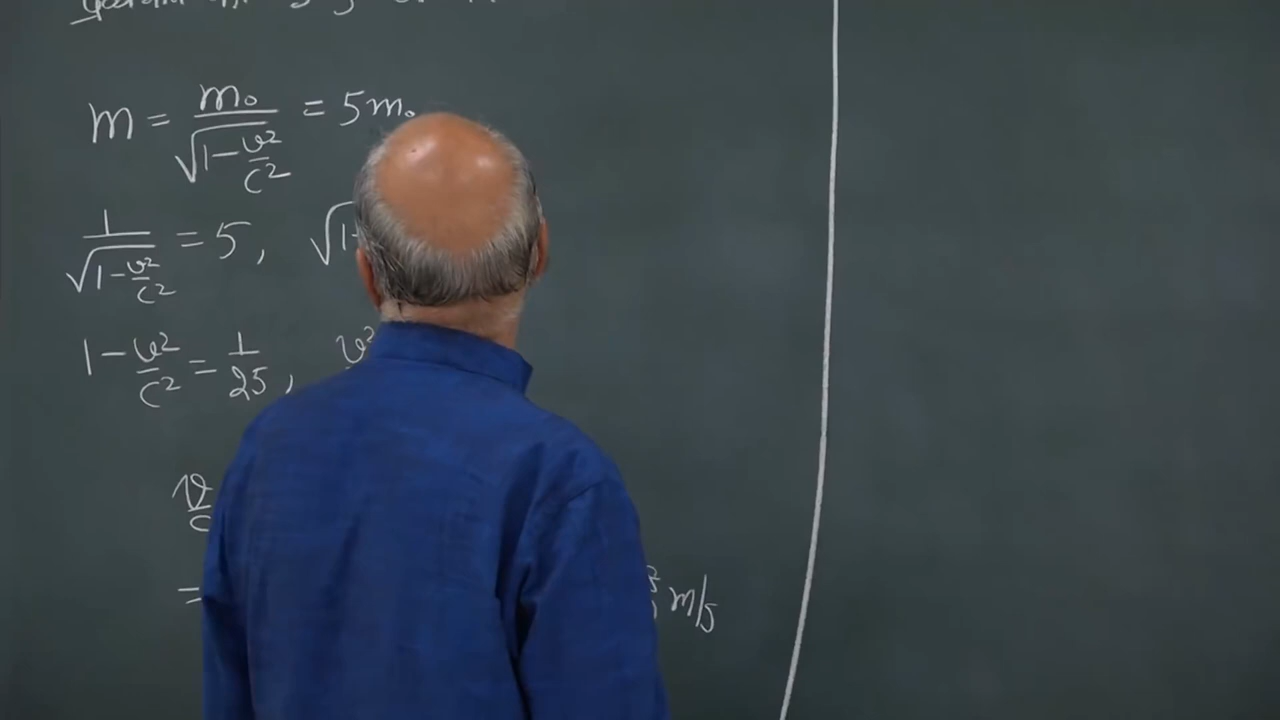 m = m₀/√(1-v²/c²) = 5m₀
1/√(1-v²/c²) = 5, √1-
1 - v²/c² = 1/25, v²
v/c
= m/s